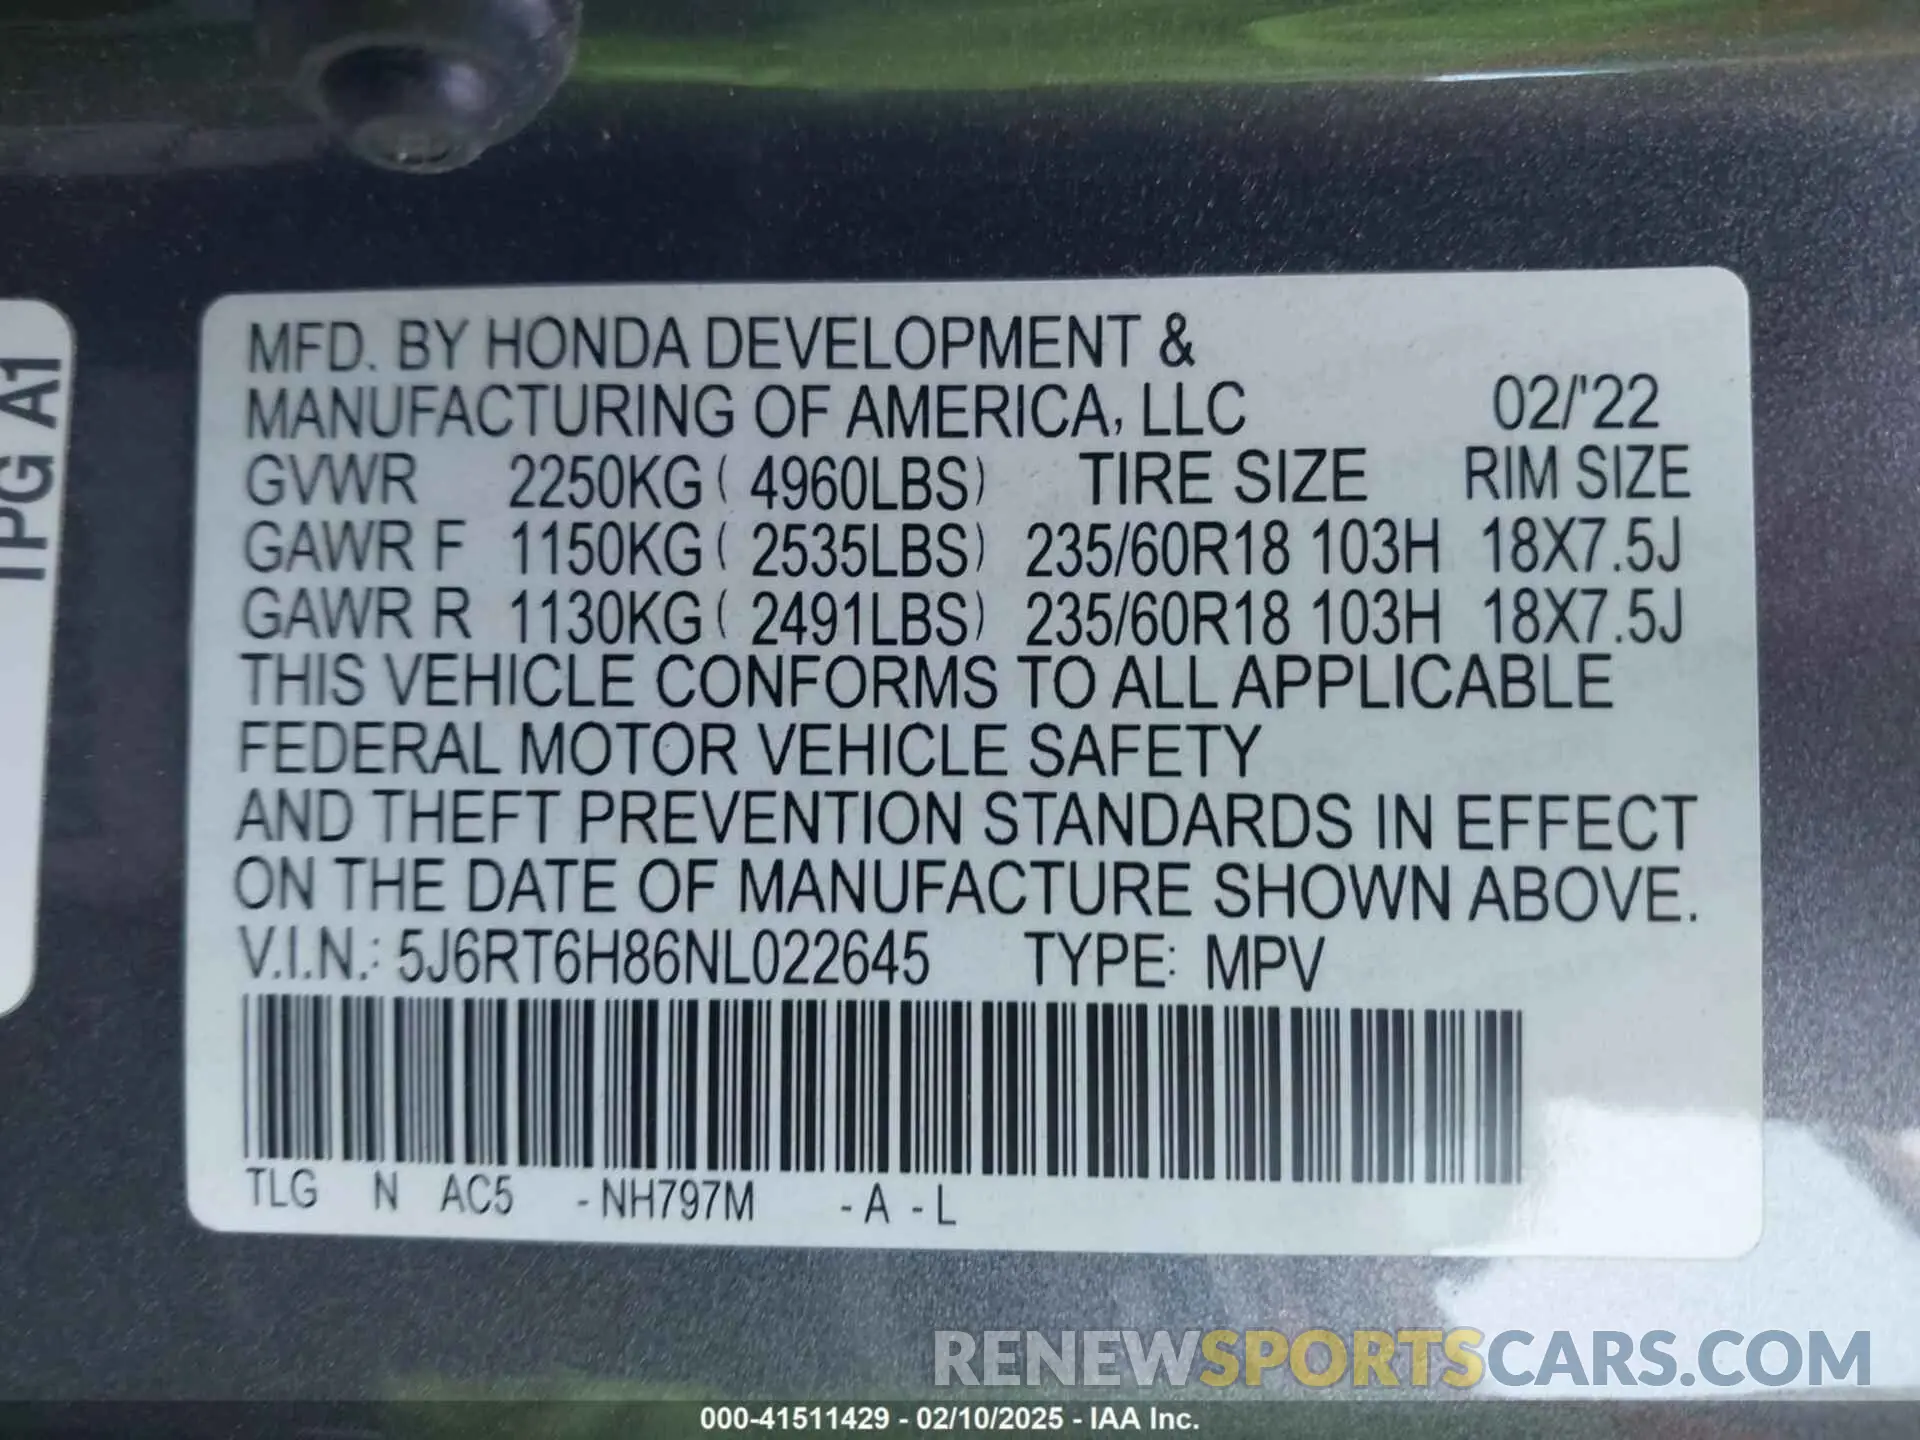 MFD. BY HONDA DEVELOPMENT &
MANUFACTURING OF AMERICA, LLC 02/'22
GVWR 2250KG ( 4960LBS) TIRE SIZE RIM SIZE
GAWR F 1150KG ( 2535LBS) 235/60R18 103H 18X7.5J
GAWR R 1130KG ( 2491LBS) 235/60R18 103H 18X7.5J
THIS VEHICLE CONFORMS TO ALL APPLICABLE
FEDERAL MOTOR VEHICLE SAFETY
AND THEFT PREVENTION STANDARDS IN EFFECT
ON THE DATE OF MANUFACTURE SHOWN ABOVE.
V.I.N.: 5J6RT6H86NL022645 TYPE: MPV
TLG N AC5 -NH797M -A -L
TPG A1
RENEWSPORTSCARS.COM
000-41511429 - 02/10/2025 - IAA Inc.